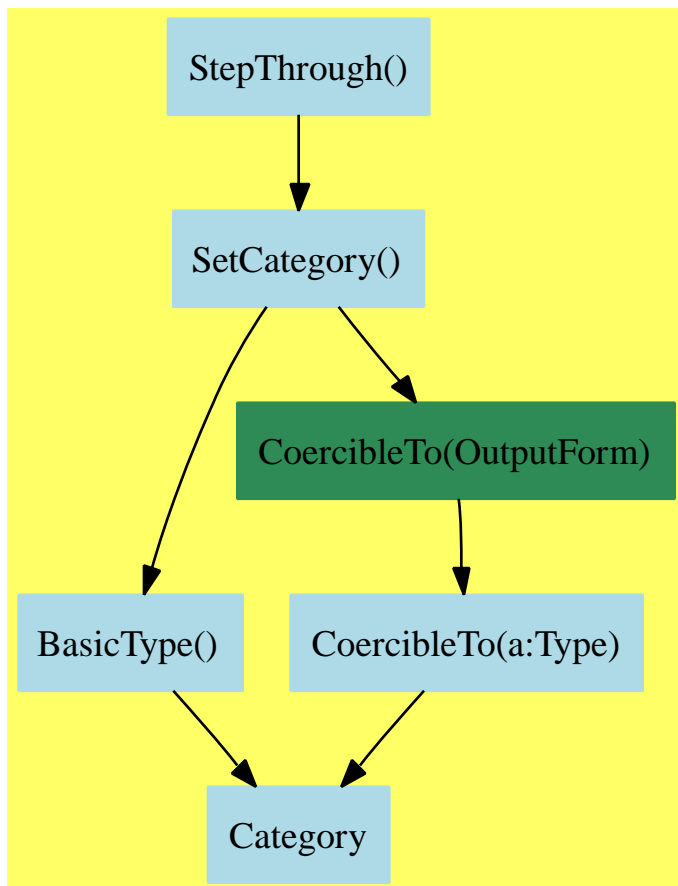 StepThrough()
SetCategory()
CoercibleTo(OutputForm)
BasicType()
CoercibleTo(a:Type)
Category